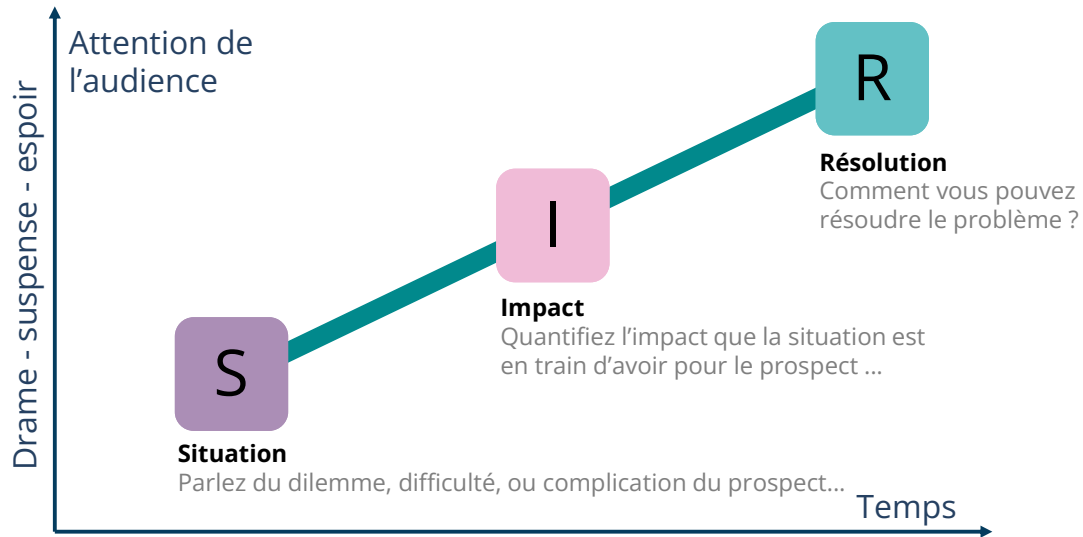 Attention de
l’audience
Drame - suspense - espoir
R
Résolution
Comment vous pouvez
résoudre le problème ?
I
Impact
Quantifiez l’impact que la situation est
en train d’avoir pour le prospect ...
S
Situation
Parlez du dilemme, difficulté, ou complication du prospect...
Temps